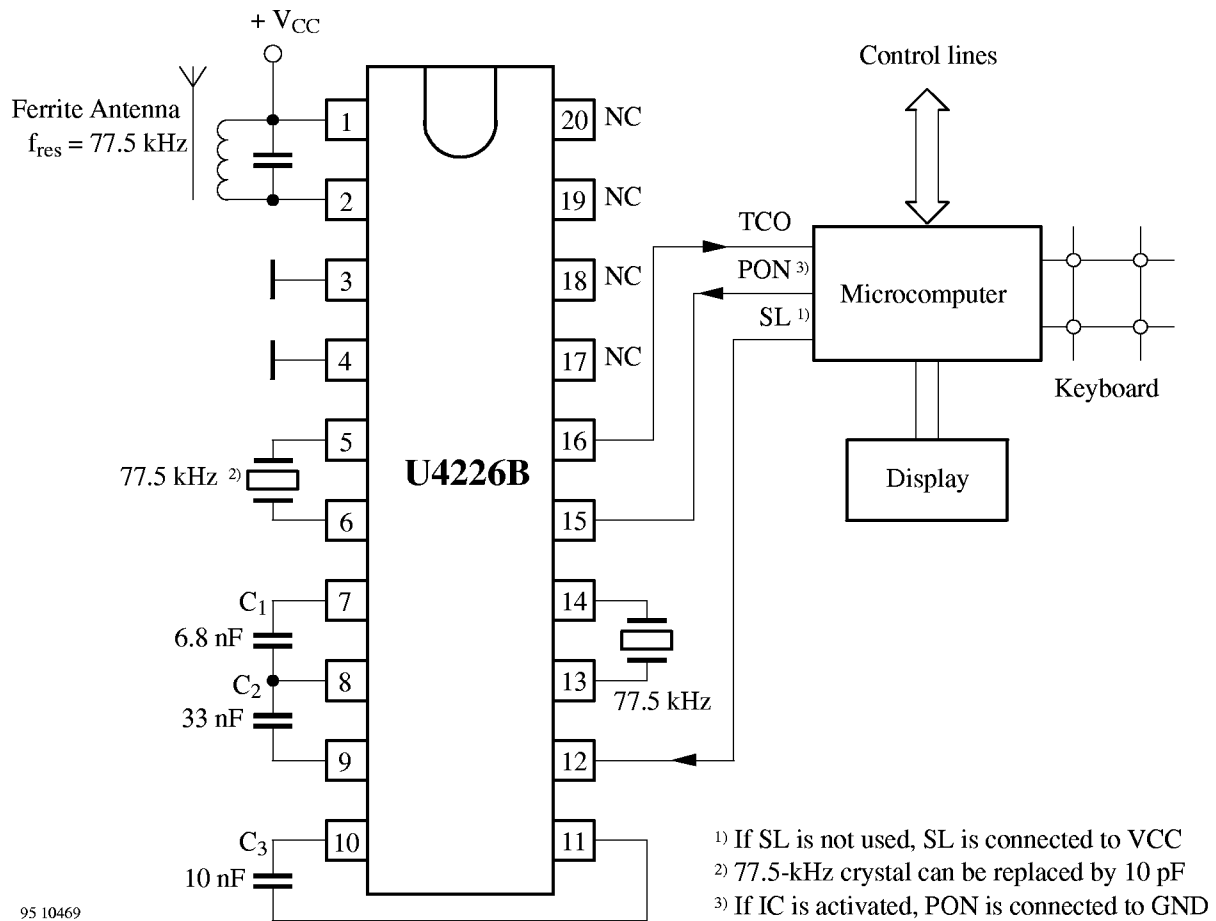 + VCC
Control lines
Ferrite Antenna
fres = 77.5 kHz
1
20 NC
2
19 NC
TCO
3
18 NC
PON 3)
Microcomputer
SL 1)
4
17 NC
Keyboard
5
16
77.5 kHz 2)
U4226B
Display
6
15
C1
7
14
6.8 nF
C2
8
13
77.5 kHz
33 nF
9
12
C3
10
11
10 nF
1) If SL is not used, SL is connected to VCC
2) 77.5-kHz crystal can be replaced by 10 pF
3) If IC is activated, PON is connected to GND
95 10469